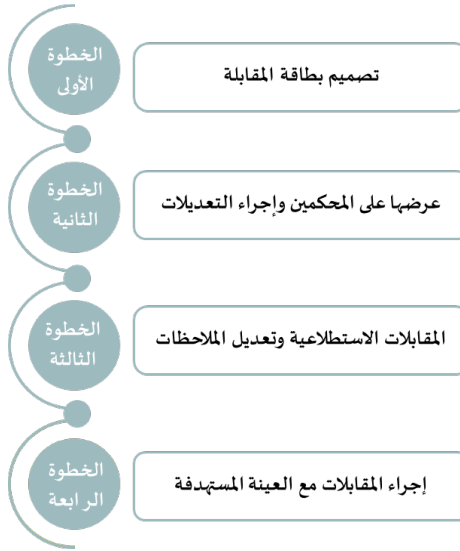 الخطوة
الأولى
تصميم بطاقة المقابلة
الخطوة
الثانية
عرضها على المحكمين وإجراء التعديلات
الخطوة
الثالثة
المقابلات الاستطلاعية وتعديل الملاحظات
الخطوة
الرابعة
إجراء المقابلات مع العينة المستهدفة